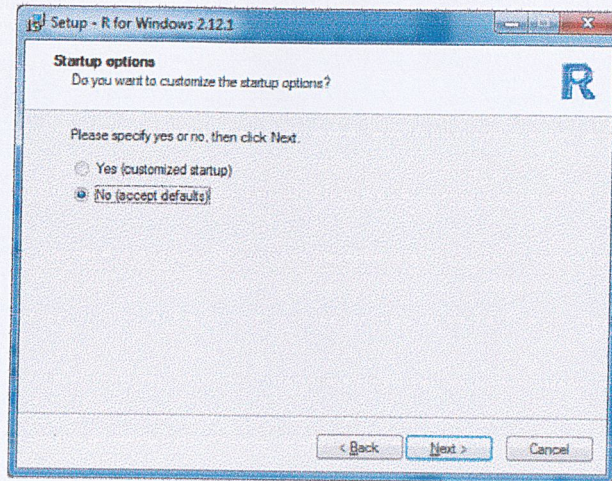 Setup - R for Windows 2.12.1
Startup options
Do you want to customize the startup options?
R
Please specify yes or no, then click Next.
Yes (customized startup)
No (accept defaults)
< Back
Next >
Cancel